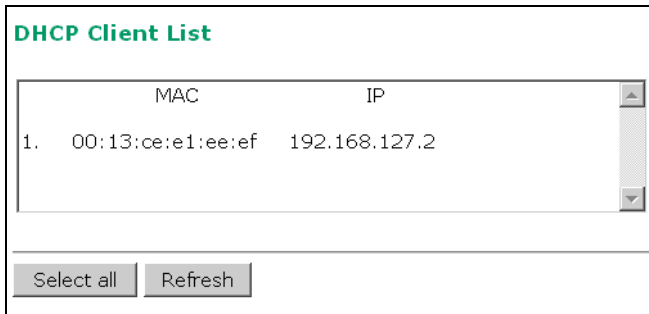 DHCP Client List
MAC IP
1. 00:13:ce:e1:ee:ef 192.168.127.2
Select all Refresh